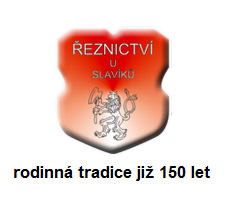 ŘEZNICTVÍ
U
SLAVÍKŮ
rodinná tradice již 150 let